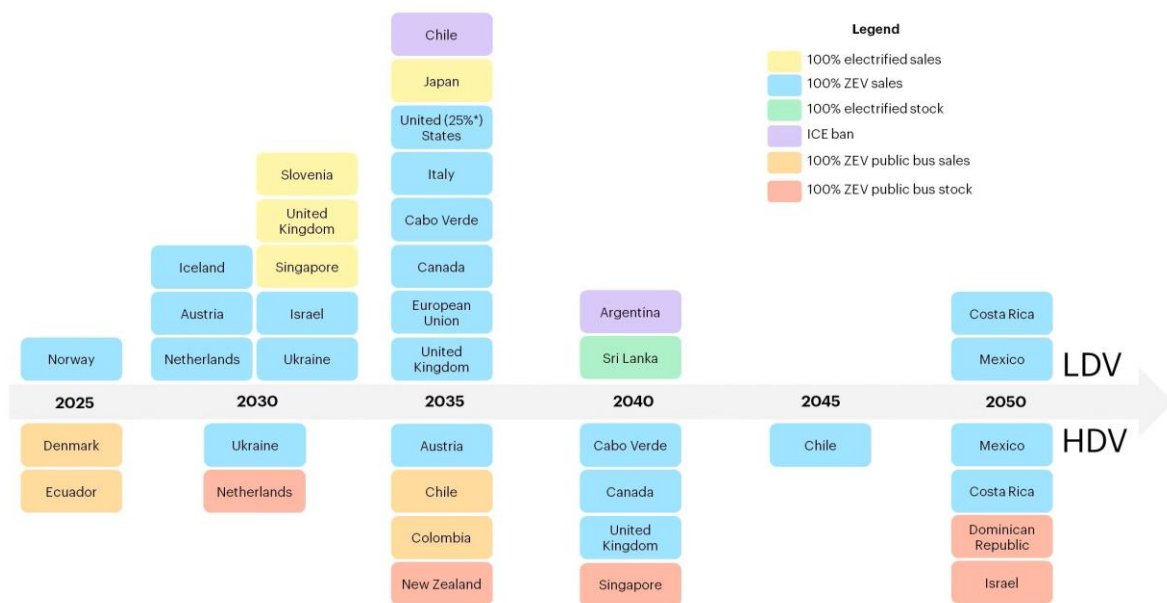 Legend
100% electrified sales
100% ZEV sales
100% electrified stock
ICE ban
100% ZEV public bus sales
100% ZEV public bus stock
Norway
Iceland
Austria
Netherlands
Slovenia
United
Kingdom
Singapore
Israel
Ukraine
Chile
Japan
United (25%*)
States
Italy
Cabo Verde
Canada
European
Union
United
Kingdom
Argentina
Sri Lanka
Costa Rica
Mexico
LDV
2025
2030
2035
2040
2045
2050
HDV
Denmark
Ecuador
Ukraine
Netherlands
Austria
Chile
Colombia
New Zealand
Cabo Verde
Canada
United
Kingdom
Singapore
Chile
Mexico
Costa Rica
Dominican
Republic
Israel